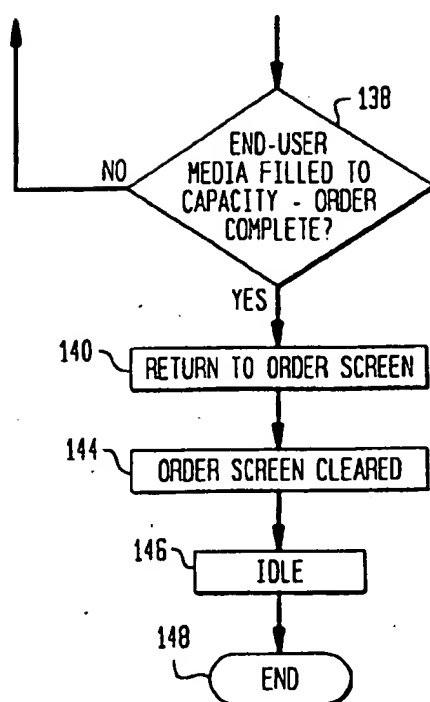 138
END-USER
NO
MEDIA FILLED TO
CAPACITY - ORDER
COMPLETE?
YES
140
RETURN TO ORDER SCREEN
144
ORDER SCREEN CLEARED
146
IDLE
148
END